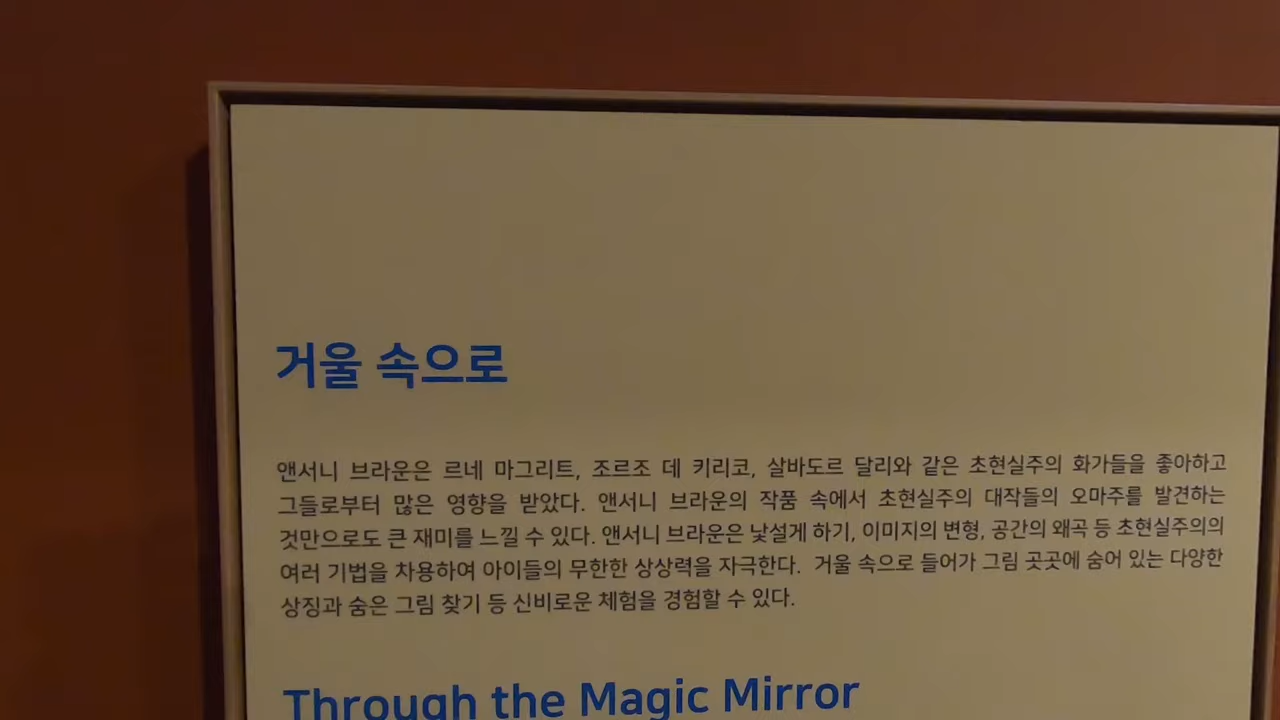 거울 속으로
앤서니 브라운은 르네 마그리트, 조르조 데 키리코, 살바도르 달리와 같은 초현실주의 화가들을 좋아하고
그들로부터 많은 영향을 받았다. 앤서니 브라운의 작품 속에서 초현실주의 대작들의 오마주를 발견하는
것만으로도 큰 재미를 느낄 수 있다. 앤서니 브라운은 낯설게 하기, 이미지의 변형, 공간의 왜곡 등 초현실주의의
여러 기법을 차용하여 아이들의 무한한 상상력을 자극한다. 거울 속으로 들어가 그림 곳곳에 숨어 있는 다양한
상징과 숨은 그림 찾기 등 신비로운 체험을 경험할 수 있다.
Through the Magic Mirror